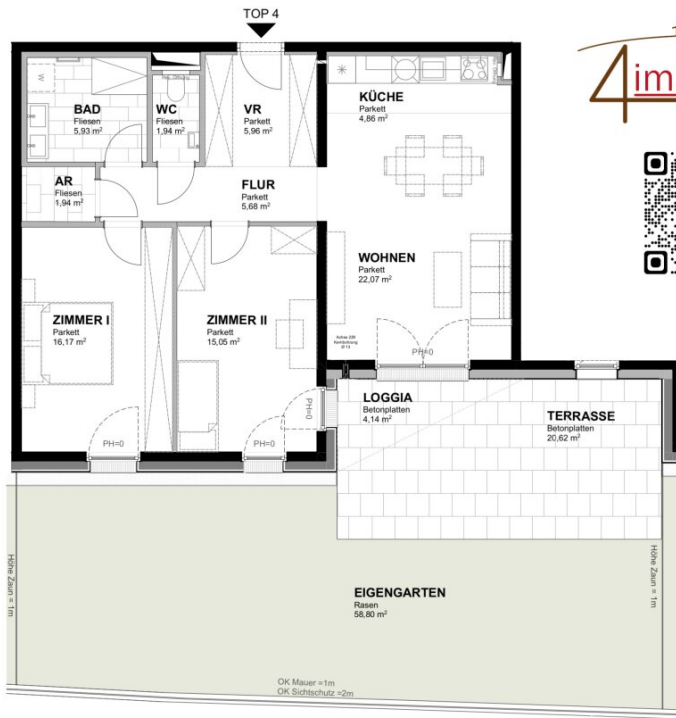 TOP 4
4im
W
BAD
Fliesen
5,93 m²
WC
Fliesen
1,94 m²
VR
Parkett
5,96 m²
KÜCHE
Parkett
4,86 m²
AR
Fliesen
1,94 m²
FLUR
Parkett
5,68 m²
WOHNEN
Parkett
22,07 m²
ZIMMER I
Parkett
16,17 m²
ZIMMER II
Parkett
15,05 m²
PH=0
PH=0
PH=0
PH=0
LOGGIA
Betonplatten
4,14 m²
TERRASSE
Betonplatten
20,62 m²
Höhe Zaun = 1m
Höhe Zaun = 1m
EIGENGARTEN
Rasen
58,80 m²
OK Mauer =1m
OK Sichtschutz =2m